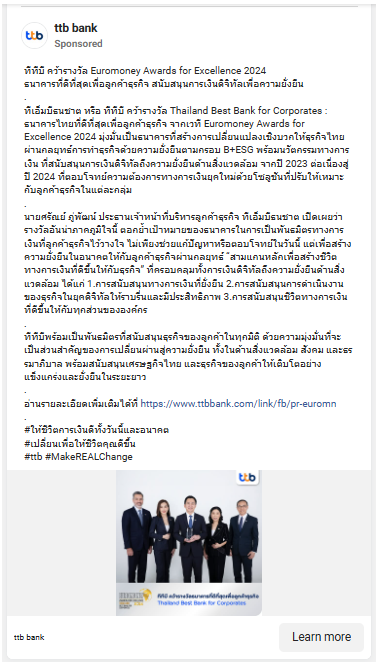 ttb bank
ttb
Sponsored
ทีทีบี คว้ารางวัล Euromoney Awards for Excellence 2024
ธนาคารที่ดีที่สุดเพื่อลูกค้าธุรกิจ สนับสนุนการเงินดิจิทัลเพื่อความยั่งยืน
.
ทีเอ็มบีธนชาต หรือ ทีทีบี คว้ารางวัล Thailand Best Bank for Corporates :
ธนาคารไทยที่ดีที่สุดเพื่อลูกค้าธุรกิจ จากเวที Euromoney Awards for
Excellence 2024 มุ่งมั่นเป็นธนาคารที่สร้างการเปลี่ยนแปลงเชิงบวกให้ธุรกิจไทย
ผ่านกลยุทธ์การทำธุรกิจด้วยความยั่งยืนตามกรอบ B+ESG พร้อมนวัตกรรมทางการ
เงิน ที่สนับสนุนการเงินดิจิทัลถึงความยั่งยืนด้านสิ่งแวดล้อม จากปี 2023 ต่อเนื่องสู่
ปี 2024 ที่ตอบโจทย์ความต้องการทางการเงินยุคใหม่ด้วยโซลูชันที่ปรับให้เหมาะ
กับลูกค้าธุรกิจในแต่ละกลุ่ม
.
นายศรัณย์ ภู่พัฒน์ ประธานเจ้าหน้าที่บริหารลูกค้าธุรกิจ ทีเอ็มบีธนชาต เปิดเผยว่า
รางวัลอันน่าภาคภูมิใจนี้ ตอกย้ำเป้าหมายของธนาคารในการเป็นพันธมิตรทางการ
เงินที่ลูกค้าธุรกิจไว้วางใจ ไม่เพียงช่วยแก้ปัญหาหรือตอบโจทย์ในวันนี้ แต่เพื่อสร้าง
ความยั่งยืนในอนาคตให้กับลูกค้าธุรกิจผ่านกลยุทธ์ "สามแกนหลักเพื่อสร้างชีวิต
ทางการเงินที่ดีขึ้นให้กับธุรกิจ" ที่ครอบคลุมทั้งการเงินดิจิทัลถึงความยั่งยืนด้านสิ่ง
แวดล้อม ได้แก่ 1.การสนับสนุนทางการเงินที่ยั่งยืน 2.การสนับสนุนการดำเนินงาน
ของธุรกิจในยุคดิจิทัลให้ราบรื่นและมีประสิทธิภาพ 3.การสนับสนุนชีวิตทางการเงิน
ที่ดีขึ้นให้กับทุกส่วนขององค์กร
.
ทีทีบีพร้อมเป็นพันธมิตรที่สนับสนุนธุรกิจของลูกค้าในทุกมิติ ด้วยความมุ่งมั่นที่จะ
เป็นส่วนสำคัญของการเปลี่ยนผ่านสู่ความยั่งยืน ทั้งในด้านสิ่งแวดล้อม สังคม และธร
รมาภิบาล พร้อมสนับสนุนเศรษฐกิจไทย และธุรกิจของลูกค้าให้เติบโตอย่าง
แข็งแกร่งและยั่งยืนในระยะยาว
.
อ่านรายละเอียดเพิ่มเติมได้ที่ https://www.ttbbank.com/link/fb/pr-euromn
.
#ให้ชีวิตการเงินดีทั้งวันนี้และอนาคต
#เปลี่ยนเพื่อให้ชีวิตคุณดีขึ้น
#ttb #MakeREALChange
ttb
ทีทีบี คว้ารางวัลธนาคารที่ดีที่สุดเพื่อลูกค้าธุรกิจ
Thailand Best Bank for Corporates
ttb bank
Learn more